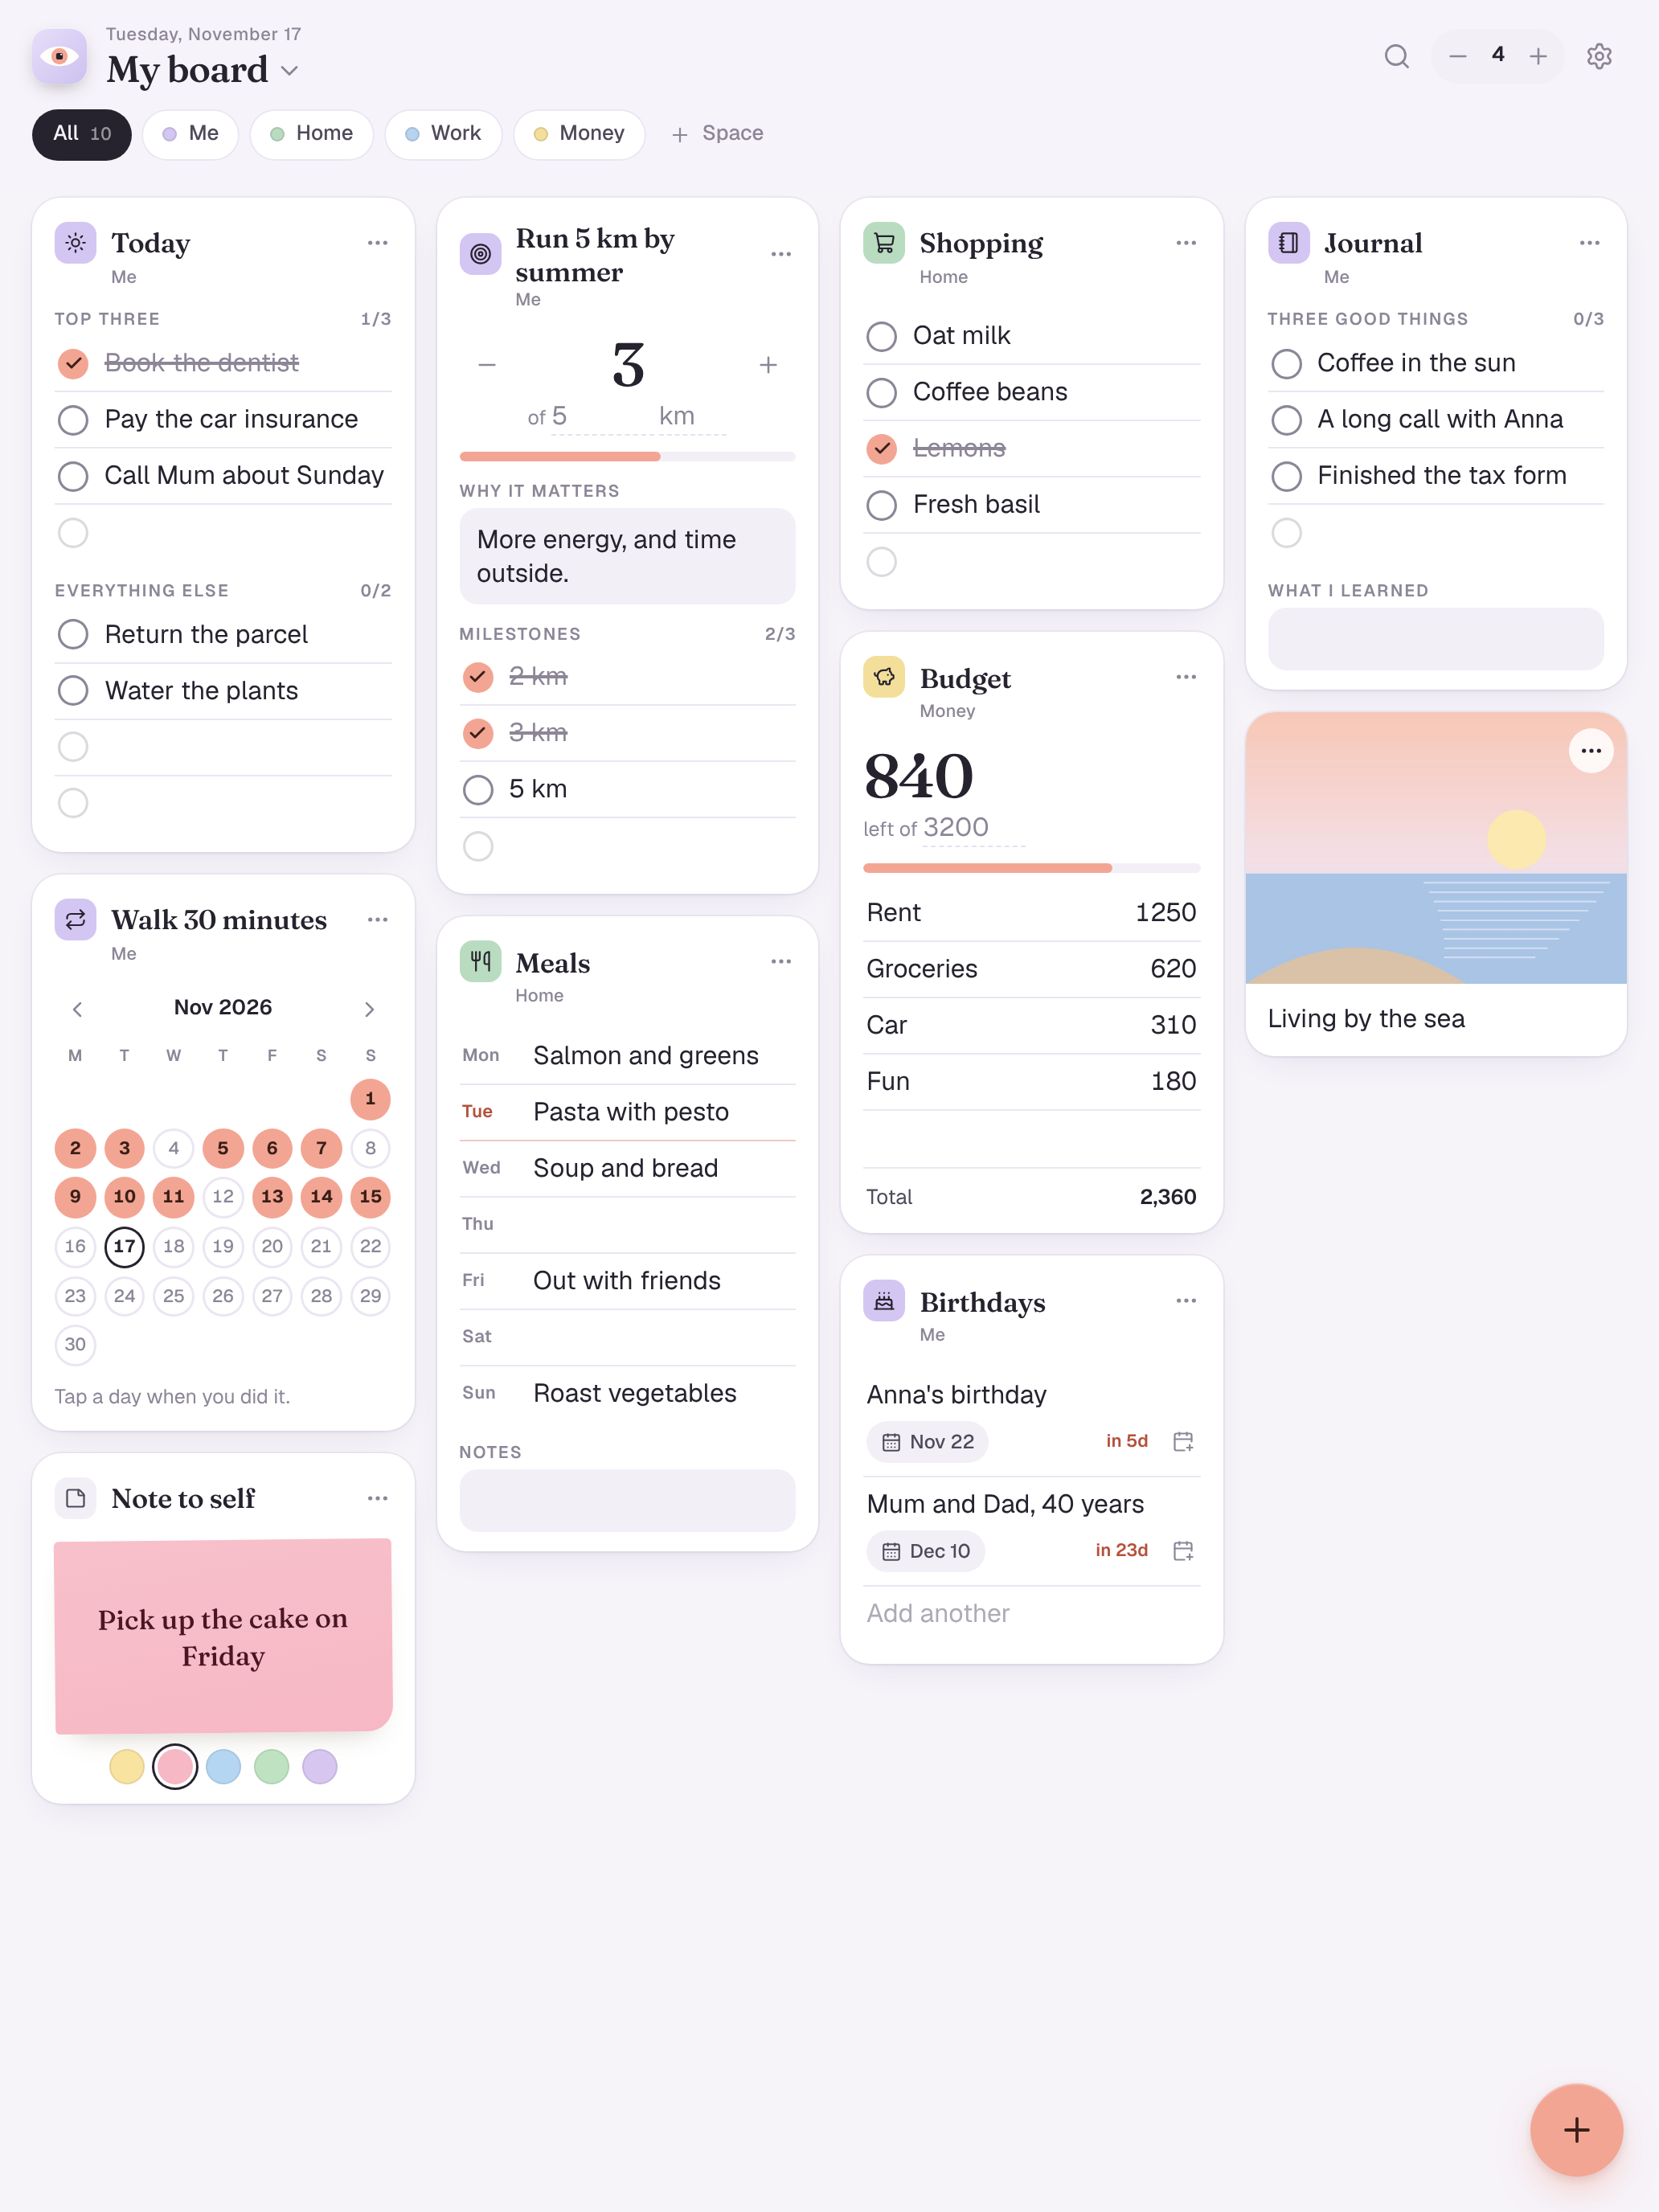 Tuesday, November 17
My board
4
All 10
Me
Home
Work
Money
Space
Today
Me
TOP THREE 1/3
Book the dentist
Pay the car insurance
Call Mum about Sunday
EVERYTHING ELSE 0/2
Return the parcel
Water the plants
Walk 30 minutes
Me
Nov 2026
M T W T F S S
1
2 3 4 5 6 7 8
9 10 11 12 13 14 15
16 17 18 19 20 21 22
23 24 25 26 27 28 29
30
Tap a day when you did it.
Note to self
Pick up the cake on
Friday
Run 5 km by
summer
Me
3
of 5 km
WHY IT MATTERS
More energy, and time
outside.
MILESTONES 2/3
2 km
3 km
5 km
Meals
Home
Mon Salmon and greens
Tue Pasta with pesto
Wed Soup and bread
Thu
Fri Out with friends
Sat
Sun Roast vegetables
NOTES
Shopping
Home
Oat milk
Coffee beans
Lemons
Fresh basil
Budget
Money
840
left of 3200
Rent 1250
Groceries 620
Car 310
Fun 180
Total 2,360
Birthdays
Me
Anna's birthday
Nov 22 in 5d
Mum and Dad, 40 years
Dec 10 in 23d
Add another
Journal
Me
THREE GOOD THINGS 0/3
Coffee in the sun
A long call with Anna
Finished the tax form
WHAT I LEARNED
Living by the sea